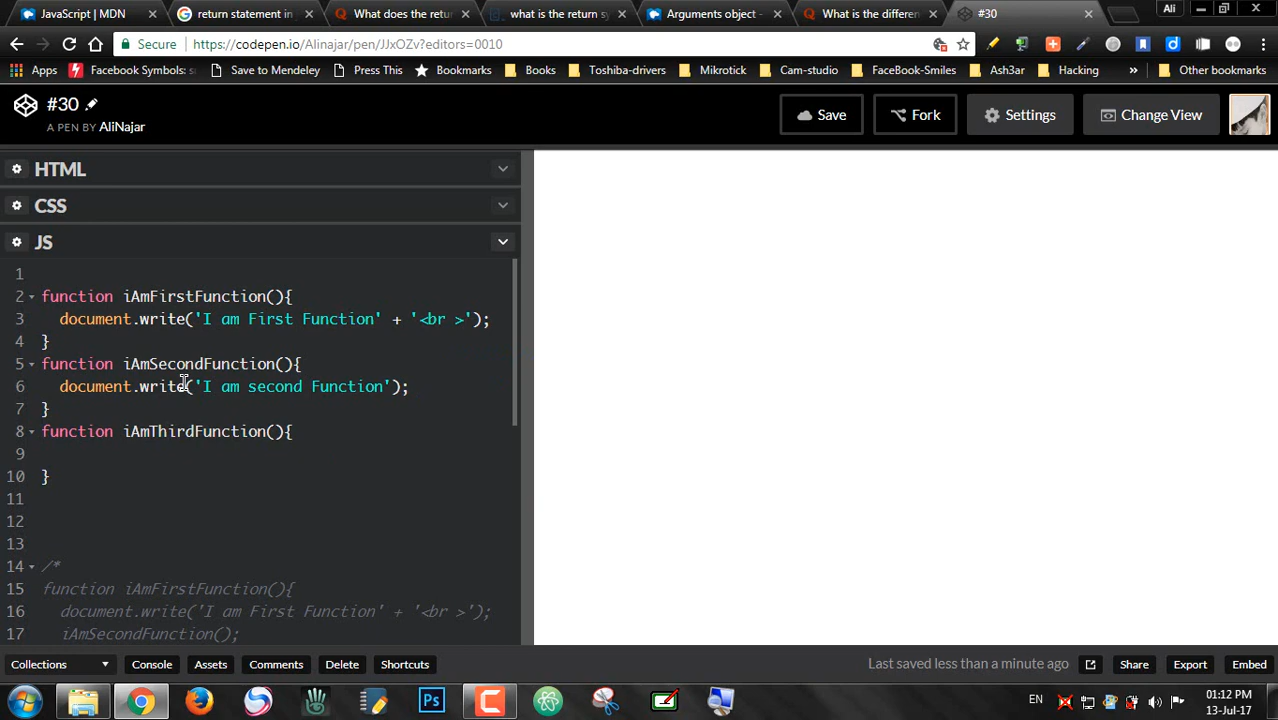 JavaScript | MDN
return statement in
What does the retu
what is the return sy
Arguments object -
What is the differen
#30
Ali
Secure
https://codepen.io/Alinajar/pen/JJxOZv?editors=0010
Apps
Facebook Symbols: s
Save to Mendeley
Press This
Bookmarks
Books
Toshiba-drivers
Mikrotick
Cam-studio
FaceBook-Smiles
Ash3ar
Hacking
»
Other bookmarks
#30
A PEN BY AliNajar
Save
Fork
Settings
Change View
HTML
CSS
JS
1
2 function iAmFirstFunction(){
3 document.write('I am First Function' + '<br >');
4 }
5 function iAmSecondFunction(){
6 document.write('I am second Function');
7 }
8 function iAmThirdFunction(){
9
10 }
11
12
13
14 /*
15 function iAmFirstFunction(){
16 document.write('I am First Function' + '<br >');
17 iAmSecondFunction();
Collections
Console
Assets
Comments
Delete
Shortcuts
Last saved less than a minute ago
Share
Export
Embed
Ps
EN
01:12 PM
13-Jul-17